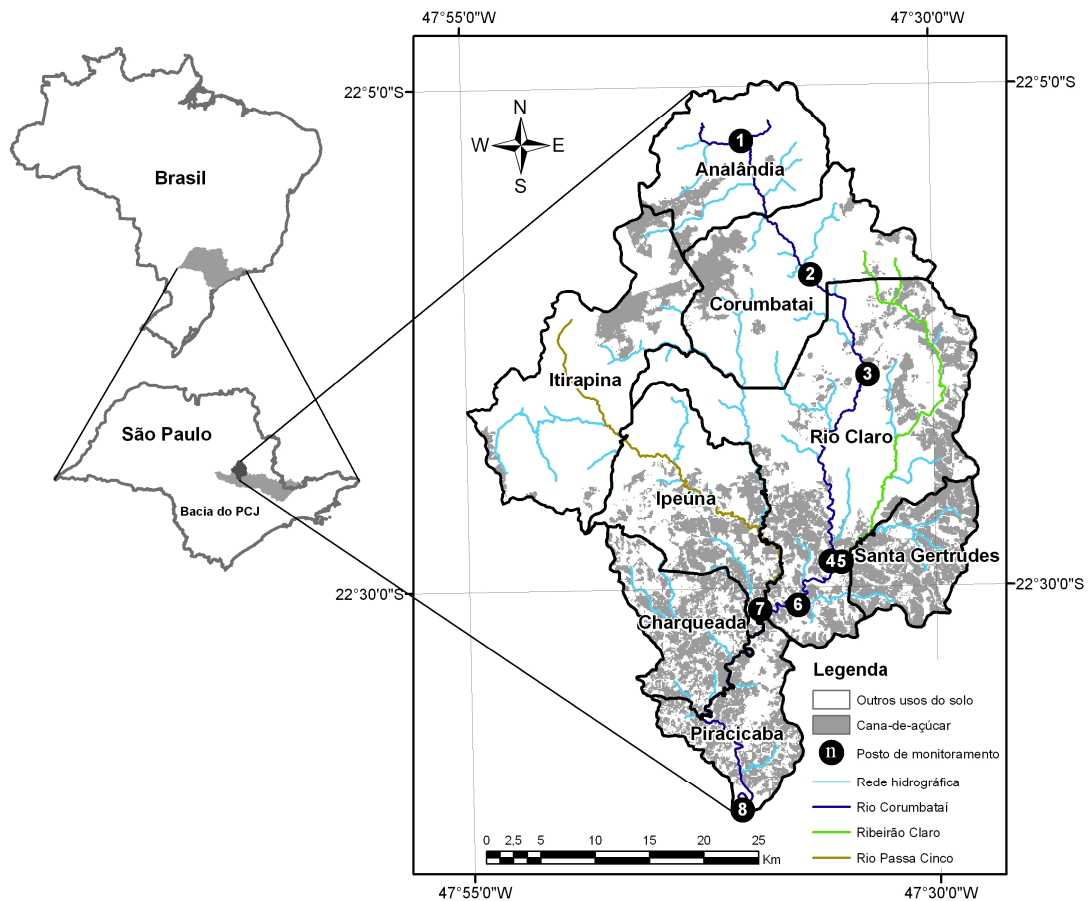 47°55'0"W
47°30'0"W
22°5'0"S
22°5'0"S
N
W
E
S
Brasil
1
Analândia
2
Corumbatai
3
Itirapina
Rio Claro
São Paulo
Ipeúna
Bacia do PCJ
45
Santa Gertrudes
22°30'0"S
22°30'0"S
7
6
Charqueada
Piracicaba
8
Legenda
Outros usos do solo
Cana-de-açúcar
n
Posto de monitoramento
Rede hidrográfica
Rio Corumbataí
Ribeirão Claro
Rio Passa Cinco
0 2,5 5 10 15 20 25
Km
47°55'0"W
47°30'0"W